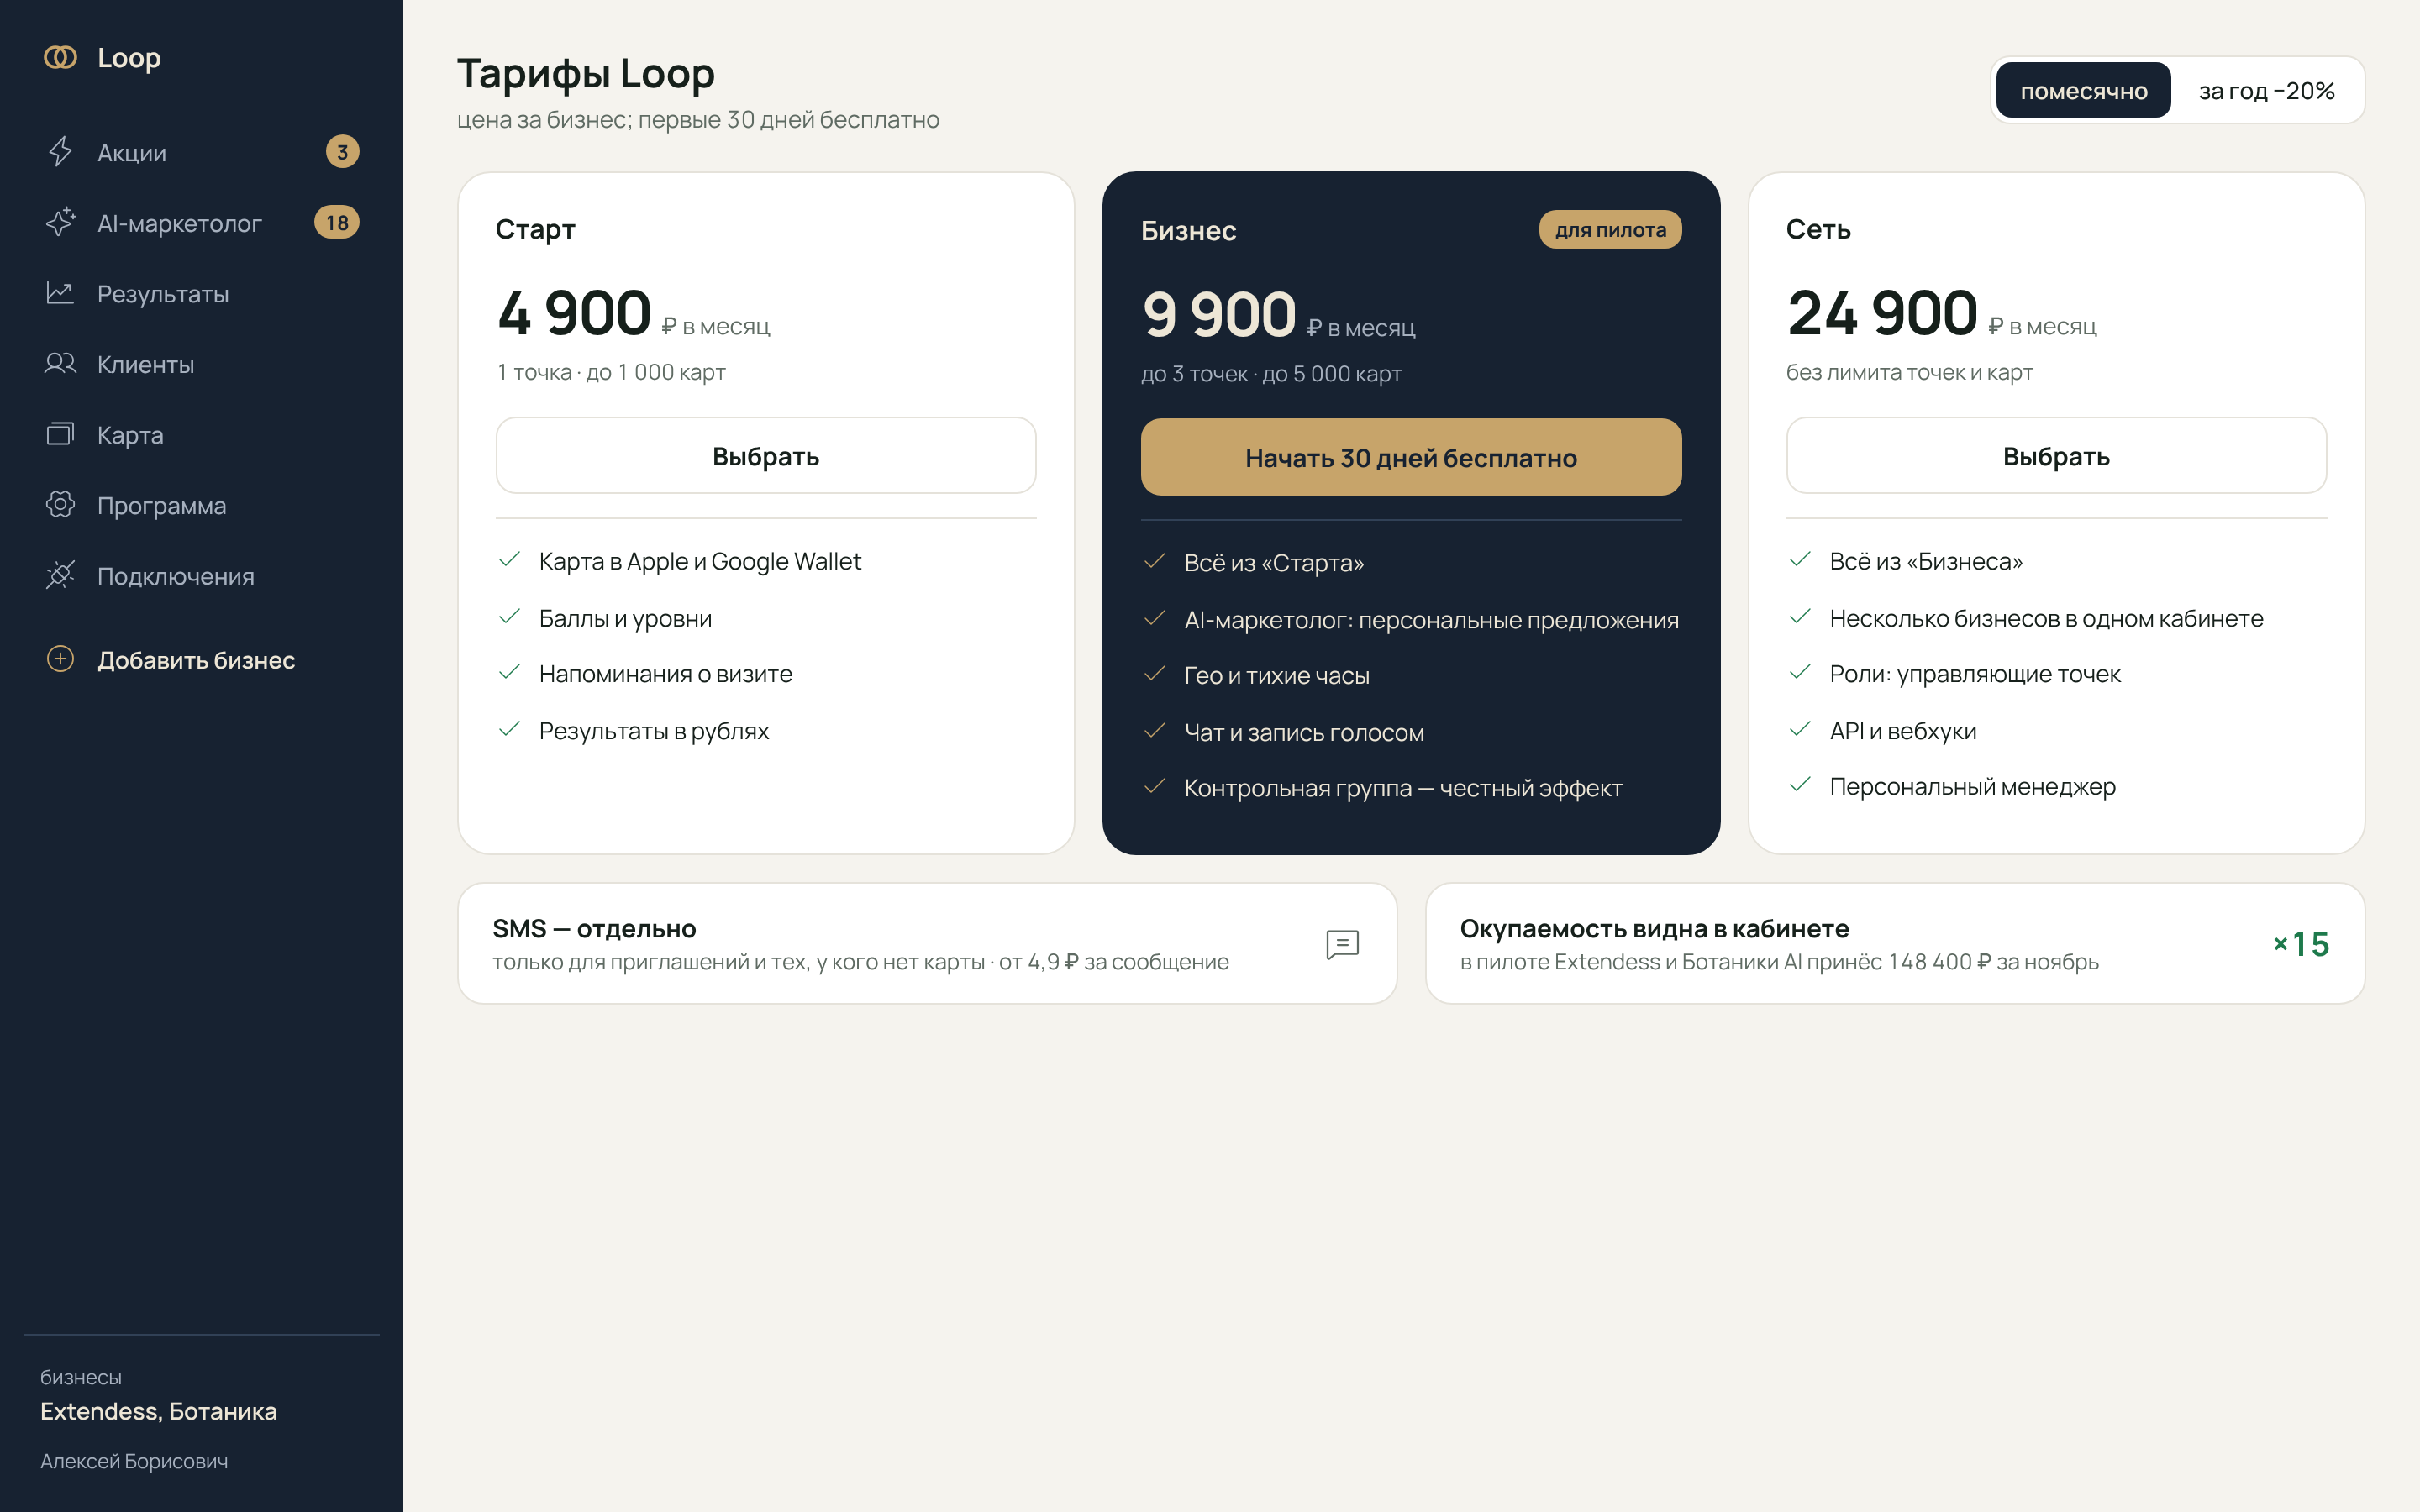 Loop
Акции 3
AI-маркетолог 18
Результаты
Клиенты
Карта
Программа
Подключения
Добавить бизнес
бизнесы
Extendess, Ботаника
Алексей Борисович
Тарифы Loop
цена за бизнес; первые 30 дней бесплатно
помесячно за год −20%
Старт
4 900 ₽ в месяц
1 точка · до 1 000 карт
Выбрать
Карта в Apple и Google Wallet
Баллы и уровни
Напоминания о визите
Результаты в рублях
Бизнес для пилота
9 900 ₽ в месяц
до 3 точек · до 5 000 карт
Начать 30 дней бесплатно
Всё из «Старта»
AI-маркетолог: персональные предложения
Гео и тихие часы
Чат и запись голосом
Контрольная группа — честный эффект
Сеть
24 900 ₽ в месяц
без лимита точек и карт
Выбрать
Всё из «Бизнеса»
Несколько бизнесов в одном кабинете
Роли: управляющие точек
API и вебхуки
Персональный менеджер
SMS — отдельно
только для приглашений и тех, у кого нет карты · от 4,9 ₽ за сообщение
Окупаемость видна в кабинете
в пилоте Extendess и Ботаники AI принёс 148 400 ₽ за ноябрь
×15